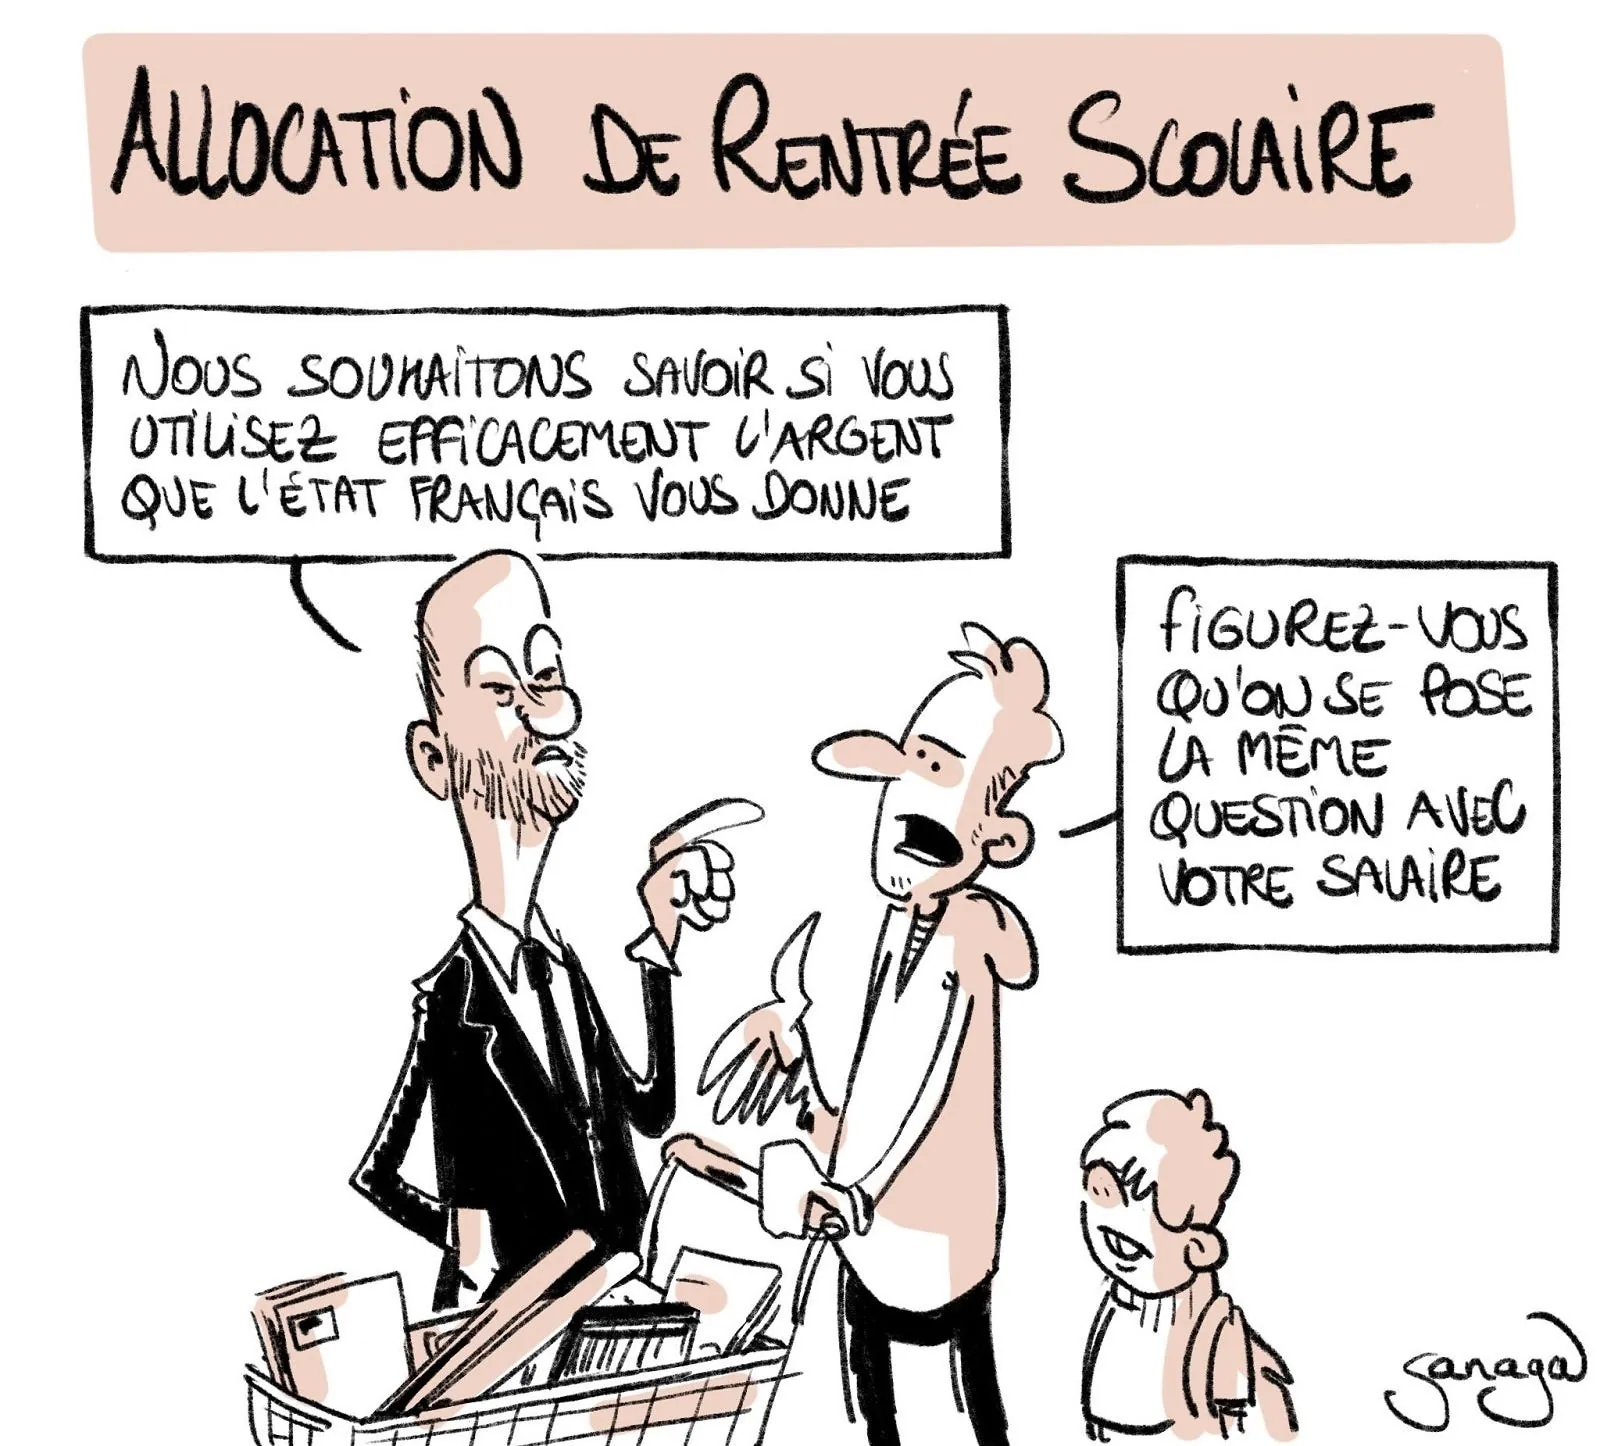 ALLOCATION DE RENTRÉE SCOLAIRE
NOUS SOUHAITONS SAVOIR SI VOUS
UTILISEZ EFFICACEMENT L'ARGENT
QUE L'ÉTAT FRANÇAIS VOUS DONNE
FIGUREZ-VOUS
QU'ON SE POSE
LA MÊME
QUESTION AVEC
VOTRE SALAIRE
sanaga